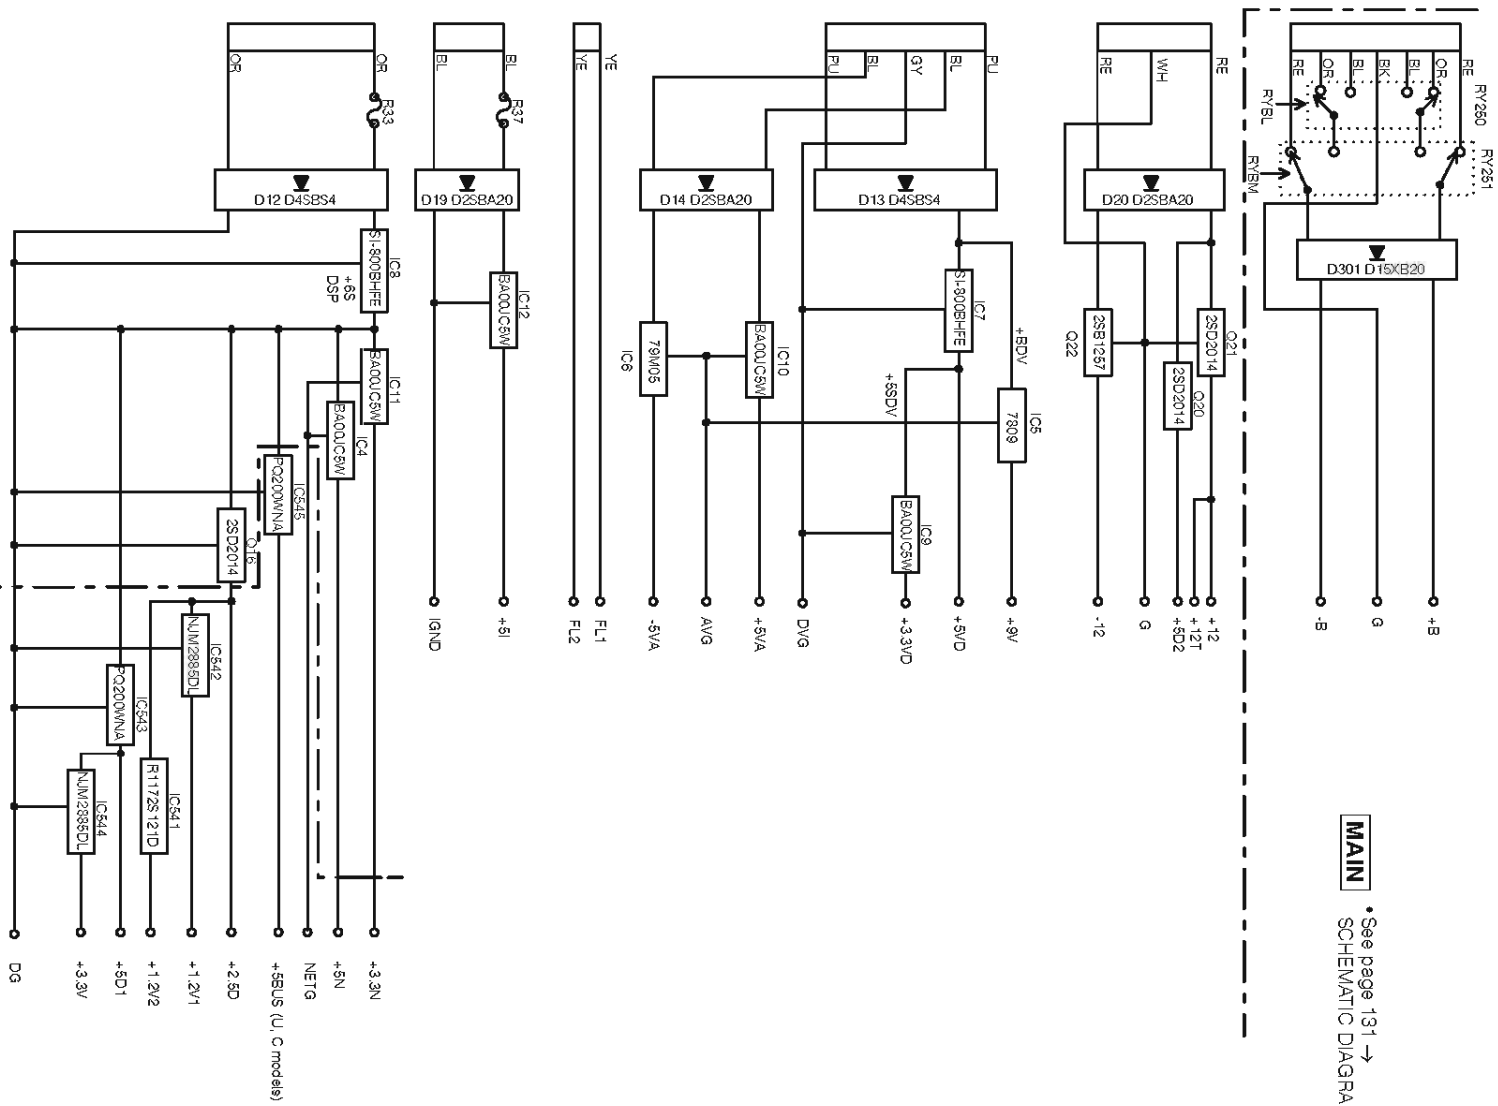 RE
OR
BL
BK
BL
OR
RE
RY250
RYBL
RY251
RYBM
D301 D15XB20
-B
G
+B
MAIN
* See page 131 →
SCHEMATIC DIAGRA
RE
WH
RE
D20 D2SBA20
Q22
2SB1257
Q21
2SD2014
Q20
2SD2014
-12
G
+5D2
+12T
+12
PU
BL
GY
BL
PU
D14 D2SBA20
D13 D4SBS4
IC6
79M05
IC10
BA00JC5W
IC7
SI-800BHFE
+BDV
+5SDV
IC5
7809
IC9
BA00JC5W
-5VA
AVG
+5VA
DVG
+3.3VD
+5VD
+9V
YE
YE
FL2
FL1
BL
BL
R37
D19 D2SBA20
IC12
BA00JC5W
IGND
+5I
OR
OR
R33
D12 D4SBS4
IC8
SI-800BHFE
+6S
DSP
IC11
BA00JC5W
IC4
BA00JC5W
IC545
PQ200WNA
Q16
2SD2014
IC542
NJM2885DL
IC543
PQ200WNA
IC541
R1172S121D
IC544
NJM2885DL
DG
+3.3V
+5D1
+1.2V2
+1.2V1
+2.5D
+5BUS (U, C models)
NETG
+5N
+3.3N